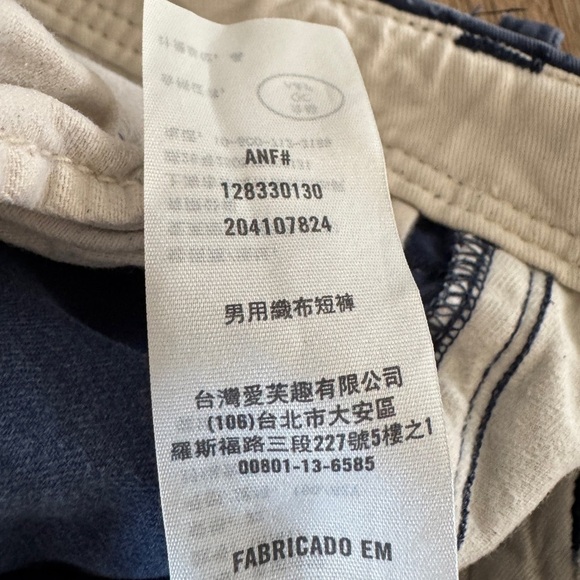 ANF#
128330130
204107824
男用織布短褲
台灣愛芙趣有限公司
(106)台北市大安區
羅斯福路三段227號5樓之1
00801-13-6585
FABRICADO EM